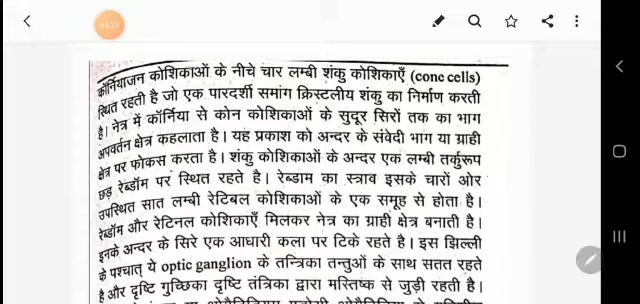 04:23
कॉर्नियाजन कोशिकाओं के नीचे चार लम्बी शंकु कोशिकाएँ (cone cells)
स्थित रहती है जो एक पारदर्शी समांग क्रिस्टलीय शंकु का निर्माण करती
है। नेत्र में कॉर्निया से कोन कोशिकाओं के सुदूर सिरों तक का भाग
अपवर्तन क्षेत्र कहलाता है। यह प्रकाश को अन्दर के संवेदी भाग या ग्राही
क्षेत्र पर फोकस करता है। शंकु कोशिकाओं के अन्दर एक लम्बी तर्कुरूप
छड़ रेब्डॉम पर स्थित रहते है। रेब्डाम का स्त्राव इसके चारों ओर
उपस्थित सात लम्बी रेटिबल कोशिकाओं के एक समूह से होता है।
रेब्डॉम और रेटिनल कोशिकाएँ मिलकर नेत्र का ग्राही क्षेत्र बनाती है।
इनके अन्दर के सिरे एक आधारी कला पर टिके रहते है। इस झिल्ली
के पश्चात् ये optic ganglion के तन्त्रिका तन्तुओं के साथ सतत रहते
है और दृष्टि गुच्छिका दृष्टि तंत्रिका द्वारा मस्तिष्क से जुड़ी रहती है।